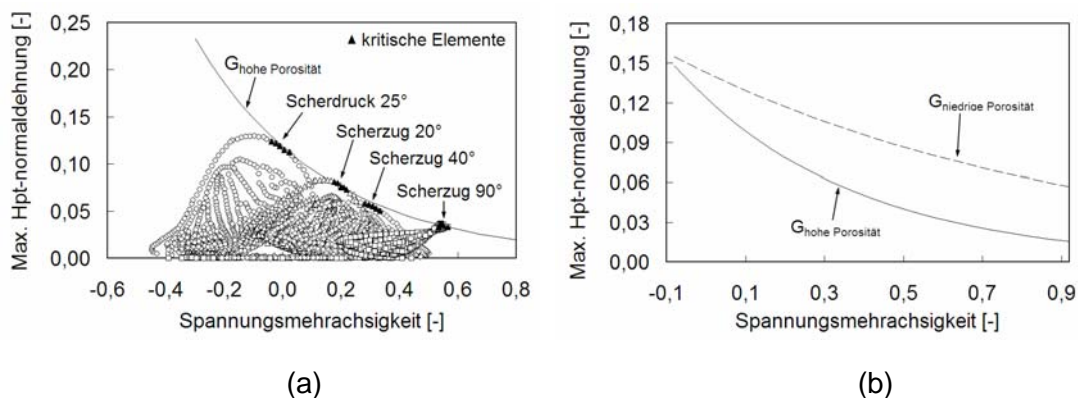 Max. Hpt-normaldehnung [-]
0,25
0,20
0,15
0,10
0,05
0,00
-0,6 -0,4 -0,2 0,0 0,2 0,4 0,6 0,8
Spannungsmehrachsigkeit [-]
▲ kritische Elemente
G hohe Porosität
Scherdruck 25°
Scherzug 20°
Scherzug 40°
Scherzug 90°
(a)
Max. Hpt-normaldehnung [-]
0,18
0,15
0,12
0,09
0,06
0,03
0,00
-0,1 0,1 0,3 0,5 0,7 0,9
Spannungsmehrachsigkeit [-]
G niedrige Porosität
G hohe Porosität
(b)